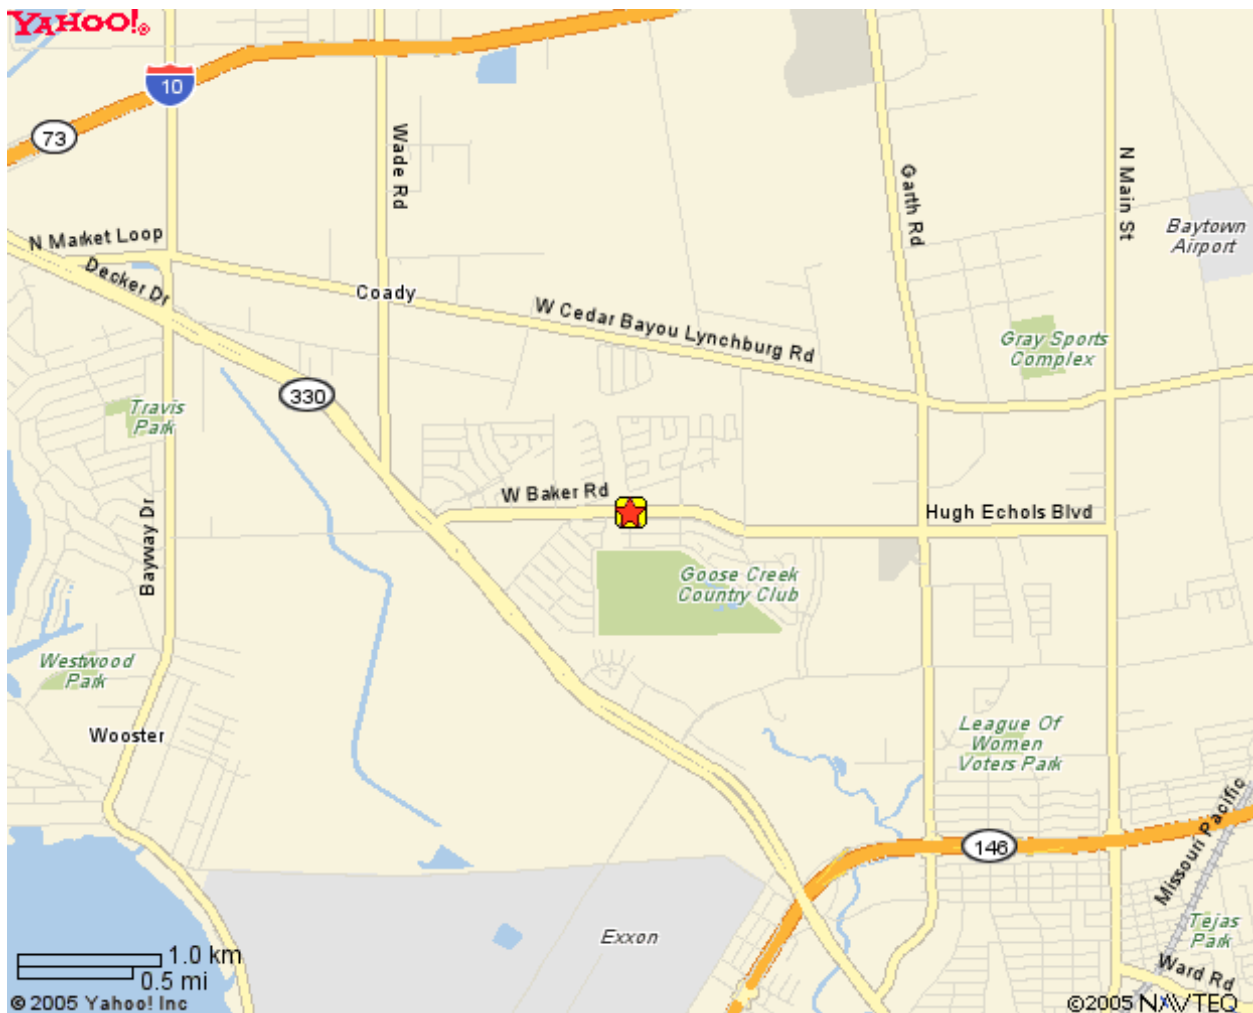 YAHOO!®
10
73
Wade Rd
Garth Rd
N Main St
Baytown
Airport
N Market Loop
Decker Dr
Coady
W Cedar Bayou Lynchburg Rd
Gray Sports
Complex
330
Travis
Park
W Baker Rd
Hugh Echols Blvd
Bayway Dr
Goose Creek
Country Club
Westwood
Park
Wooster
League Of
Women
Voters Park
Missouri Pacific
146
Exxon
Tejas
Park
Ward Rd
1.0 km
0.5 mi
© 2005 Yahoo! Inc
©2005 NAVTEQ